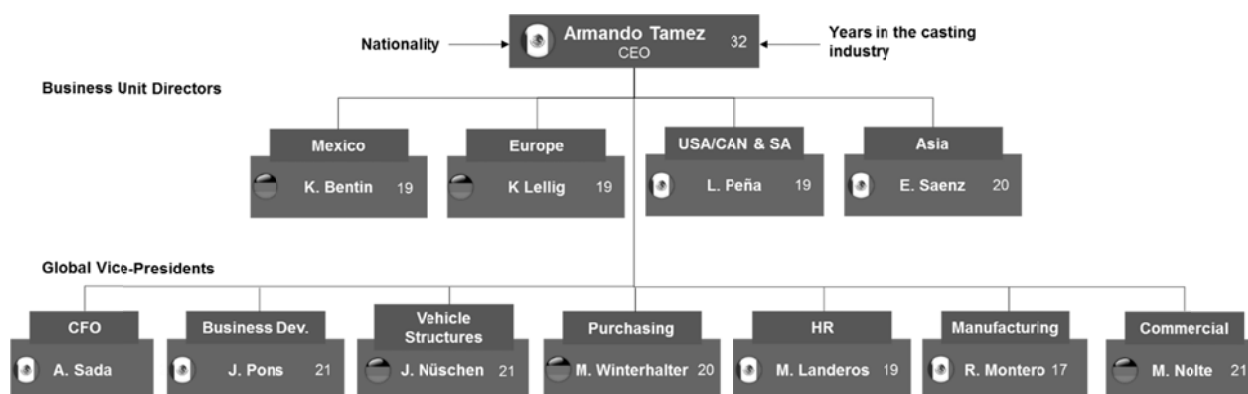 Armando Tamez 32
CEO
Nationality
Years in the casting
industry
Business Unit Directors
Mexico
K. Bentin 19
Europe
K Lellig 19
USA/CAN & SA
L. Peña 19
Asia
E. Saenz 20
Global Vice-Presidents
CFO
A. Sada
Business Dev.
J. Pons 21
Vehicle
Structures
J. Nüschen 21
Purchasing
M. Winterhalter 20
HR
M. Landeros 19
Manufacturing
R. Montero 17
Commercial
M. Nolte 21